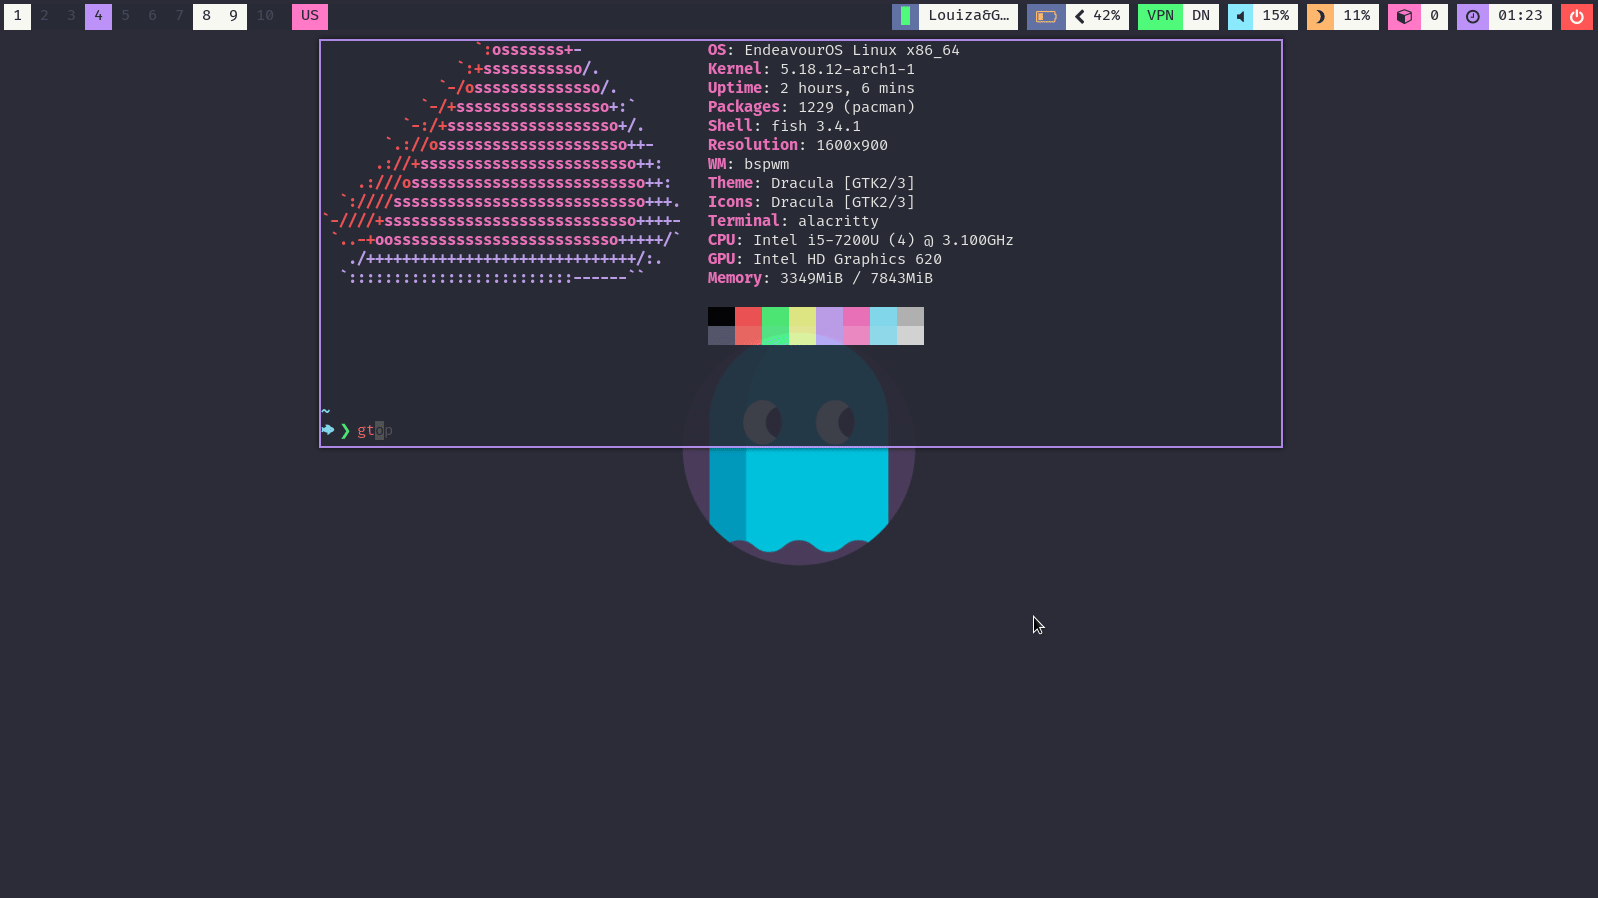 1 2 3 4 5 6 7 8 9 10 US Louiza&G… 42% VPN DN 15% 11% 0 01:23
`:osssssss+- OS: EndeavourOS Linux x86_64
`:+sssssssssso/. Kernel: 5.18.12-arch1-1
`-/ossssssssssssso/. Uptime: 2 hours, 6 mins
`-/+sssssssssssssssso+:` Packages: 1229 (pacman)
`-:/+sssssssssssssssssso+/. Shell: fish 3.4.1
`.://osssssssssssssssssssso++- Resolution: 1600x900
.://+ssssssssssssssssssssssso++: WM: bspwm
.:///ossssssssssssssssssssssssso++: Theme: Dracula [GTK2/3]
`:////ssssssssssssssssssssssssssso+++. Icons: Dracula [GTK2/3]
`-////+ssssssssssssssssssssssssssso++++- Terminal: alacritty
`..-+oosssssssssssssssssssssssso+++++/` CPU: Intel i5-7200U (4) @ 3.100GHz
./++++++++++++++++++++++++++++++/:. GPU: Intel HD Graphics 620
`:::::::::::::::::::::::::------`` Memory: 3349MiB / 7843MiB
~
❯ gtop